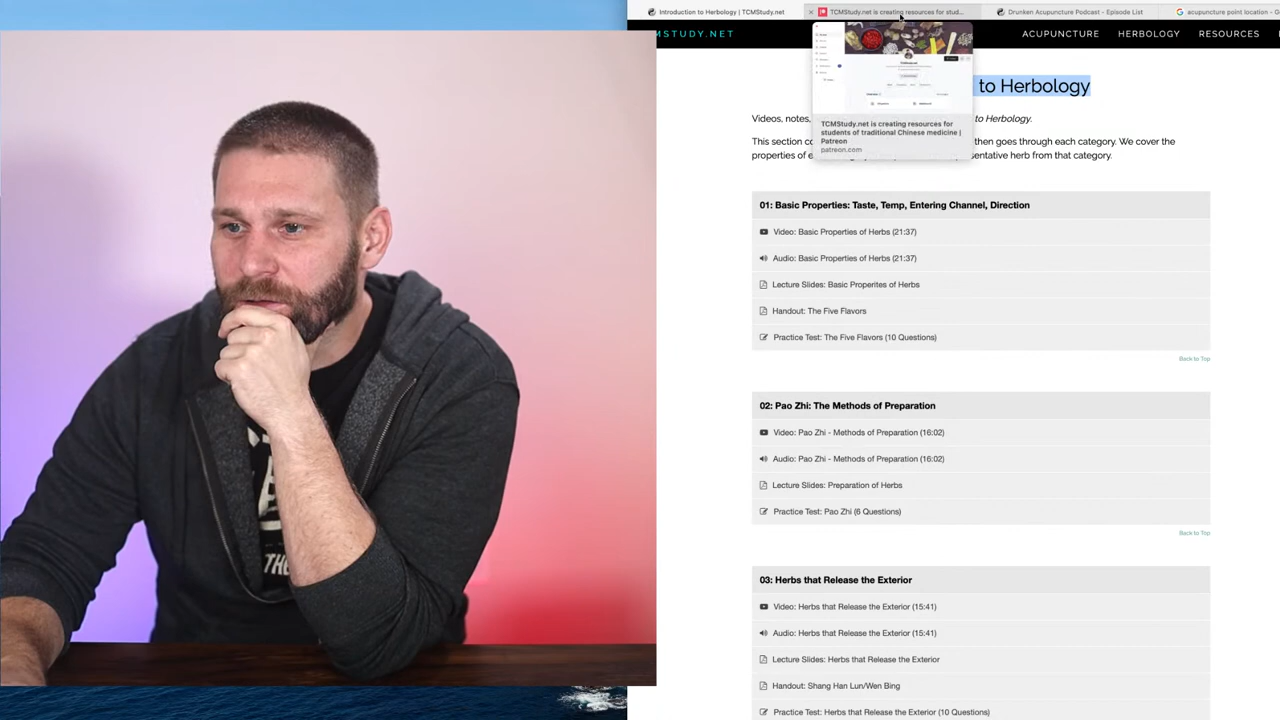 Introduction to Herbology | TCMStudy.net
TCMStudy.net is creating resources for stud...
Drunken Acupuncture Podcast - Episode List
acupuncture point location - G
MSTUDY.NET
ACUPUNCTURE
HERBOLOGY
RESOURCES
to Herbology
TCMStudy.net is creating resources for
students of traditional Chinese medicine |
Patreon
patreon.com
Videos, notes,
to Herbology.
This section co
then goes through each category. We cover the
properties of e
sentative herb from that category.
01: Basic Properties: Taste, Temp, Entering Channel, Direction
Video: Basic Properties of Herbs (21:37)
Audio: Basic Properties of Herbs (21:37)
Lecture Slides: Basic Properites of Herbs
Handout: The Five Flavors
Practice Test: The Five Flavors (10 Questions)
Back to Top
02: Pao Zhi: The Methods of Preparation
Video: Pao Zhi - Methods of Preparation (16:02)
Audio: Pao Zhi - Methods of Preparation (16:02)
Lecture Slides: Preparation of Herbs
Practice Test: Pao Zhi (6 Questions)
Back to Top
03: Herbs that Release the Exterior
Video: Herbs that Release the Exterior (15:41)
Audio: Herbs that Release the Exterior (15:41)
Lecture Slides: Herbs that Release the Exterior
Handout: Shang Han Lun/Wen Bing
Practice Test: Herbs that Release the Exterior (10 Questions)